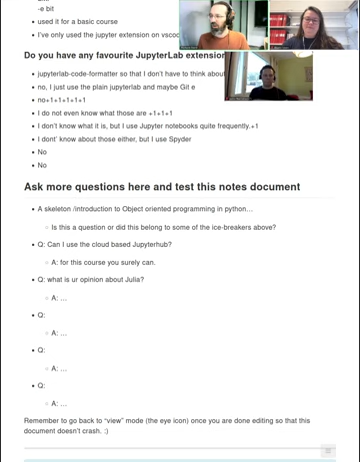 -e bit
used it for a basic course
I've only used the jupyter extension on vscod
Do you have any favourite JupyterLab extension
jupyterlab-code-formatter so that I don't have to think about
no, I just use the plain jupyterlab and maybe Git e
no+1+1+1+1+1
I do not even know what those are +1+1+1
I don't know what it is, but I use Jupyter notebooks quite frequently.+1
I dont' know about those either, but I use Spyder
No
No
Ask more questions here and test this notes document
A skeleton /introduction to Object oriented programming in python…
Is this a question or did this belong to some of the ice-breakers above?
Q: Can I use the cloud based Jupyterhub?
A: for this course you surely can.
Q: what is ur opinion about Julia?
A: …
Q:
A: …
Q:
A: …
Q:
A: …
Remember to go back to "view" mode (the eye icon) once you are done editing so that this
document doesn't crash. :)